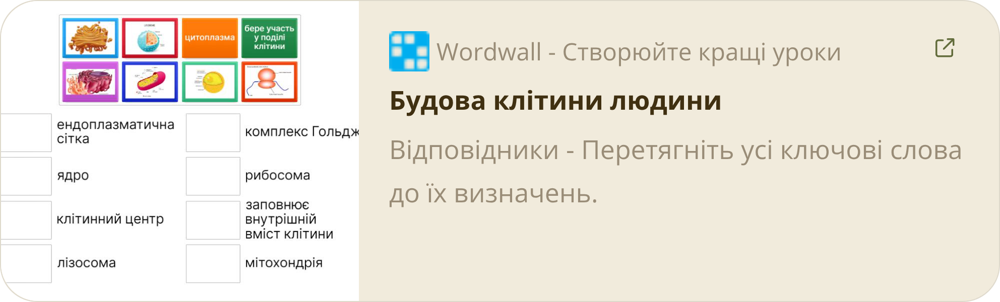 цитоплазма
бере участь
у поділі
клітини
ендоплазматична
сітка
комплекс Гольдж
ядро
рибосома
клітинний центр
заповнює
внутрішній
вміст клітини
лізосома
мітохондрія
Wordwall - Створюйте кращі уроки
Будова клітини людини
Відповідники - Перетягніть усі ключові слова
до їх визначень.